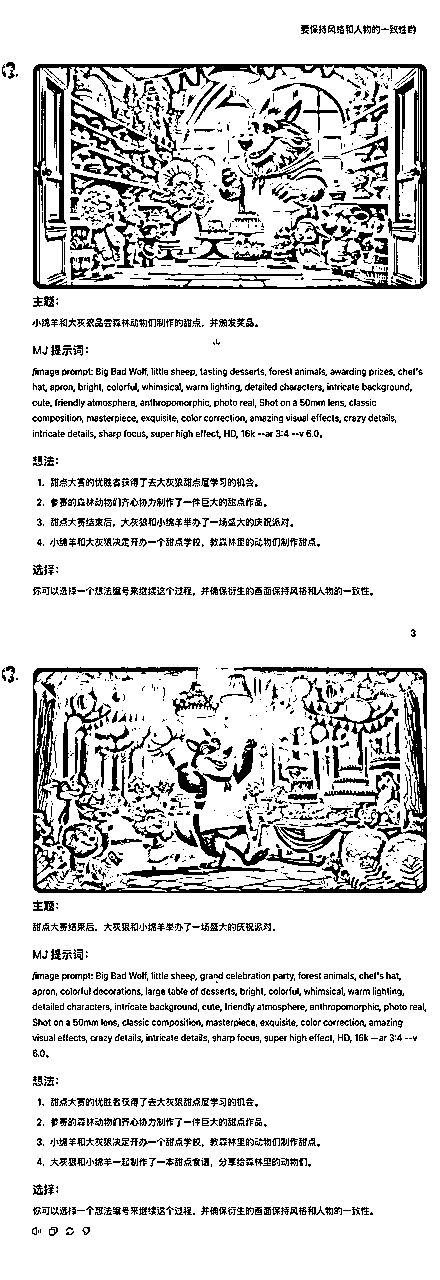 要保持风格和人物的一致性的
主题:
小绵羊和大灰狼品尝森林动物们制作的甜点，并颁发奖品。
MJ 提示词:
/image prompt: Big Bad Wolf, little sheep, tasting desserts, forest animals, awarding prizes, chef's
hat, apron, bright, colorful, whimsical, warm lighting, detailed characters, intricate background,
cute, friendly atmosphere, anthropomorphic, photo real, Shot on a 50mm lens, classic
composition, masterpiece, exquisite, color correction, amazing visual effects, crazy details,
intricate details, sharp focus, super high effect, HD, 16k --ar 3:4 --v 6.0。
想法:
1. 甜点大赛的优胜者获得了去大灰狼甜点屋学习的机会。
2. 参赛的森林动物们齐心协力制作了一件巨大的甜点作品。
3. 甜点大赛结束后，大灰狼和小绵羊举办了一场盛大的庆祝派对。
4. 小绵羊和大灰狼决定开办一个甜点学校，教森林里的动物们制作甜点。
选择:
你可以选择一个想法编号来继续这个过程，并确保衍生的画面保持风格和人物的一致性。
3
主题:
甜点大赛结束后，大灰狼和小绵羊举办了一场盛大的庆祝派对。
MJ 提示词:
/image prompt: Big Bad Wolf, little sheep, grand celebration party, forest animals, chef's hat,
apron, colorful decorations, large table of desserts, bright, colorful, whimsical, warm lighting,
detailed characters, intricate background, cute, friendly atmosphere, anthropomorphic, photo real,
Shot on a 50mm lens, classic composition, masterpiece, exquisite, color correction, amazing
visual effects, crazy details, intricate details, sharp focus, super high effect, HD, 16k —ar 3:4 --v
6.0。
想法:
1. 甜点大赛的优胜者获得了去大灰狼甜点屋学习的机会。
2. 参赛的森林动物们齐心协力制作了一件巨大的甜点作品。
3. 小绵羊和大灰狼决定开办一个甜点学校，教森林里的动物们制作甜点。
4. 大灰狼和小绵羊一起制作了一本甜点食谱，分享给森林里的动物们。
选择:
你可以选择一个想法编号来继续这个过程，并确保衍生的画面保持风格和人物的一致性。